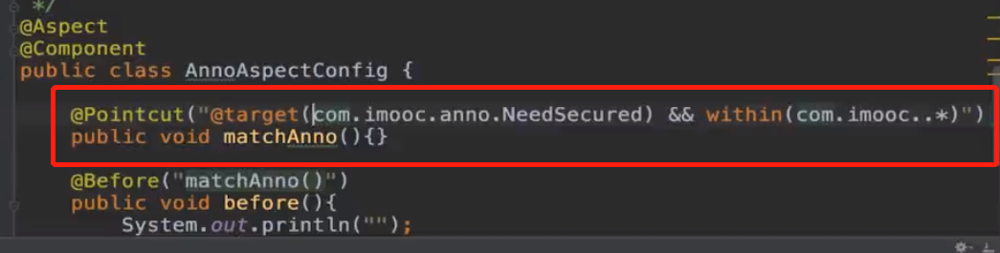 */
@Aspect
@Component
public class AnnoAspectConfig {
@Pointcut("@target(com.imooc.anno.NeedSecured) && within(com.imooc..*)")
public void matchAnno(){}
@Before("matchAnno()")
public void before(){
System.out.println("");